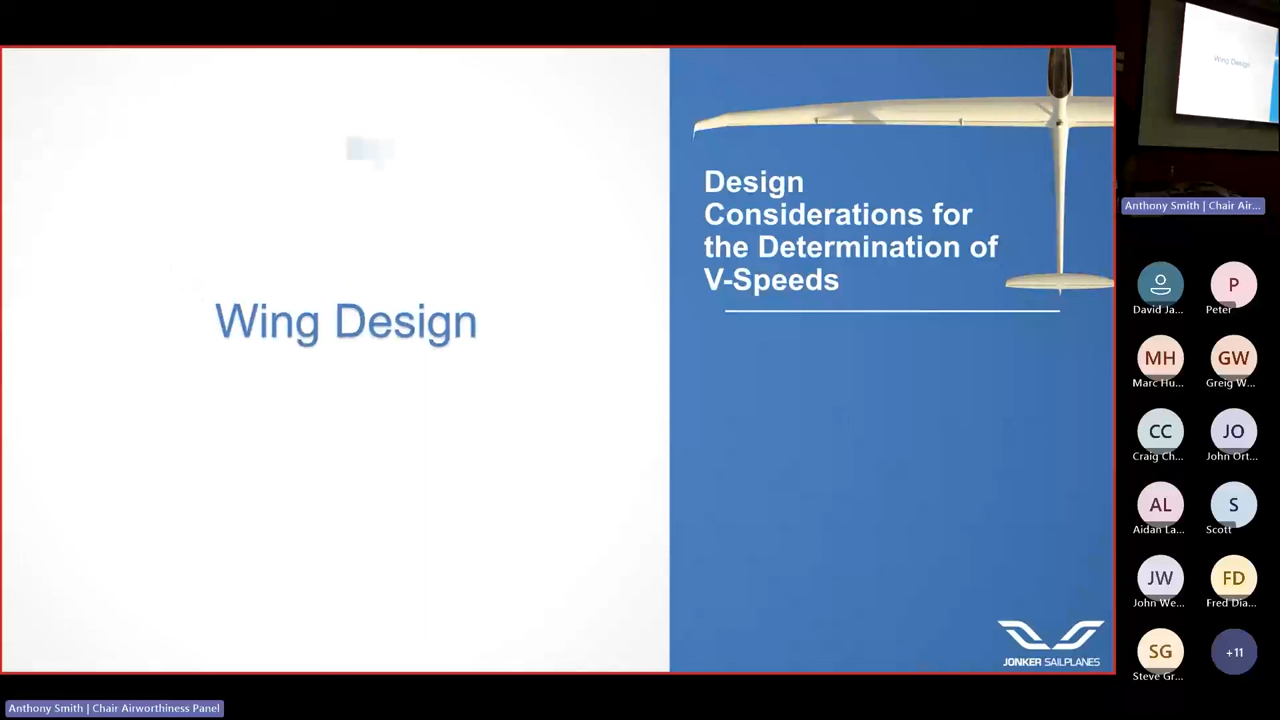 Wing Design
Design
Considerations for
the Determination of
V-Speeds
JONKER SAILPLANES
Anthony Smith | Chair Airworthiness Panel
Wing Design
Anthony Smith | Chair Air...
David Ja...
P
Peter
MH
Marc Hu...
GW
Greig W...
CC
Craig Ch...
JO
John Ort...
AL
Aidan La...
S
Scott
JW
John We...
FD
Fred Dia...
SG
Steve Gr...
+11